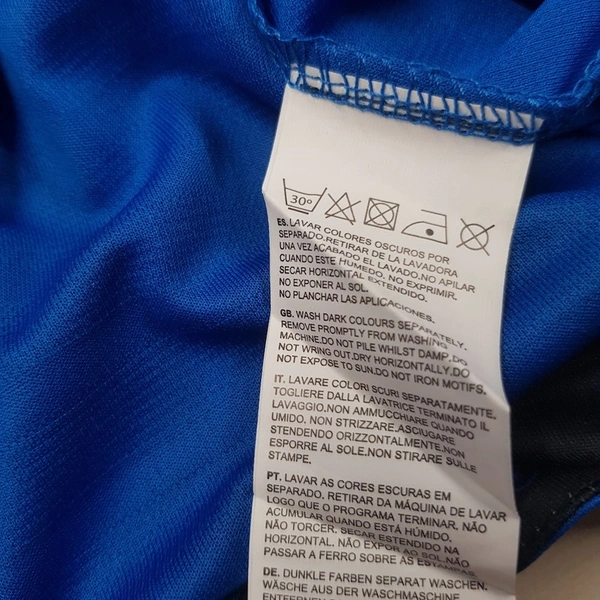 30º
ES. LAVAR COLORES OSCUROS POR
SEPARADO.RETIRAR DE LA LAVADORA
UNA VEZ ACABADO EL LAVADO.NO APILAR
CUANDO ESTE HUMEDO. NO EXPRIMIR.
SECAR HORIZONTAL EXTENDIDO.
NO EXPONER AL SOL.
NO PLANCHAR LAS APLICACIONES.
GB. WASH DARK COLOURS SEPARATELY.
REMOVE PROMPTLY FROM WASHING
MACHINE.DO NOT PILE WHILST DAMP.DO
NOT WRING OUT.DRY HORIZONTALLY.DO
NOT EXPOSE TO SUN.DO NOT IRON MOTIFS.
IT. LAVARE COLORI SCURI SEPARATAMENTE.
TOGLIERE DALLA LAVATRICE TERMINATO IL
LAVAGGIO.NON AMMUCCHIARE QUANDO
UMIDO.NON STRIZZARE.ASCIUGARE
STENDENDO ORIZZONTALMENTE.NON
ESPORRE AL SOLE.NON STIRARE SULLE
STAMPE.
PT. LAVAR AS CORES ESCURAS EM
SEPARADO. RETIRAR DA MÁQUINA DE LAVAR
LOGO QUE O PROGRAMA TERMINAR. NÃO
ACUMULAR QUANDO ESTÁ HÚMIDO.
NÃO TORCER. SECAR ESTENDIDO NA
HORIZONTAL. NÃO EXPOR AO SOL.NÃO
PASSAR A FERRO SOBRE AS ESTAMPAS.
DE. DUNKLE FARBEN SEPARAT WASCHEN.
WÄSCHE AUS DER WASCHMASCHINE